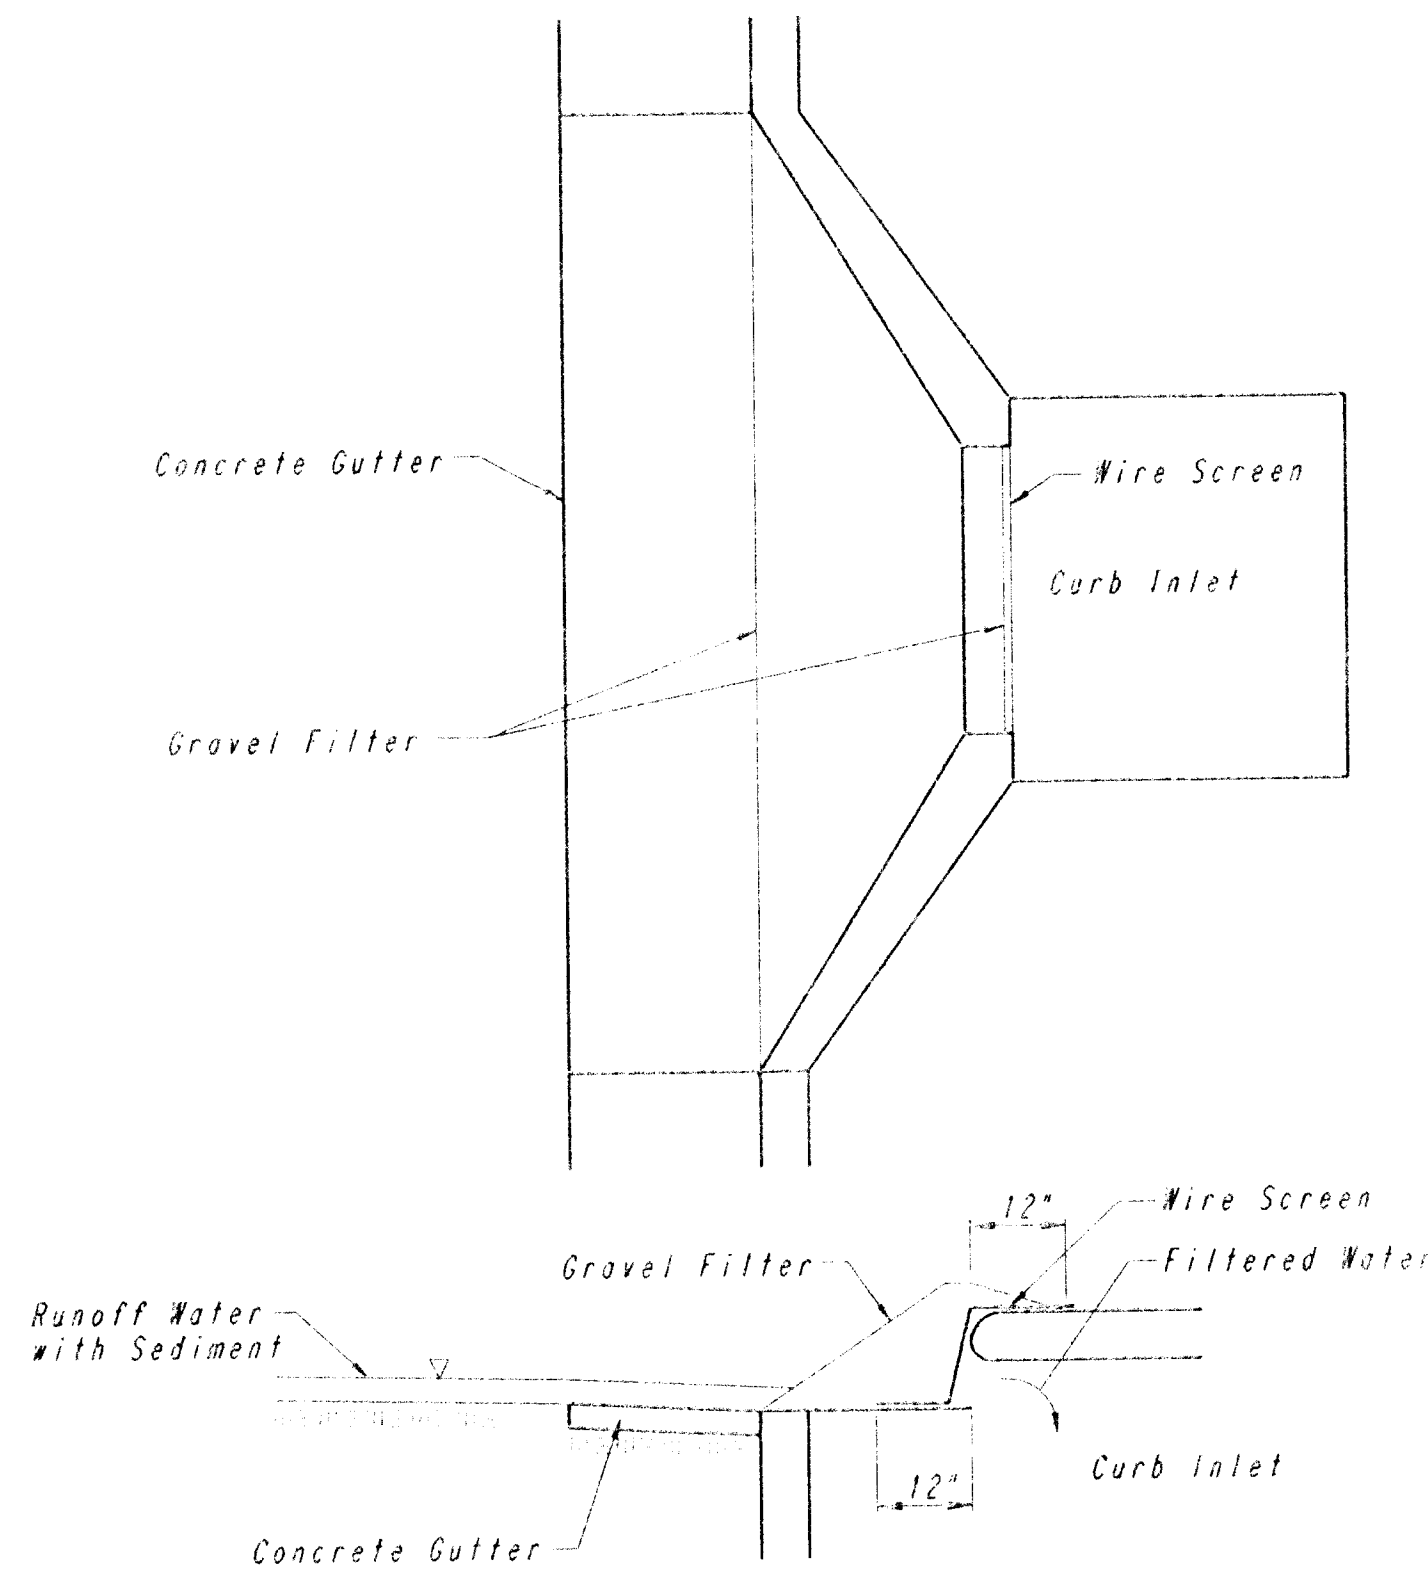 Concrete Gutter
Wire Screen
Curb Inlet
Gravel Filter
12"
Wire Screen
Gravel Filter
Filtered Water
Runoff Water
with Sediment
12"
Curb Inlet
Concrete Gutter